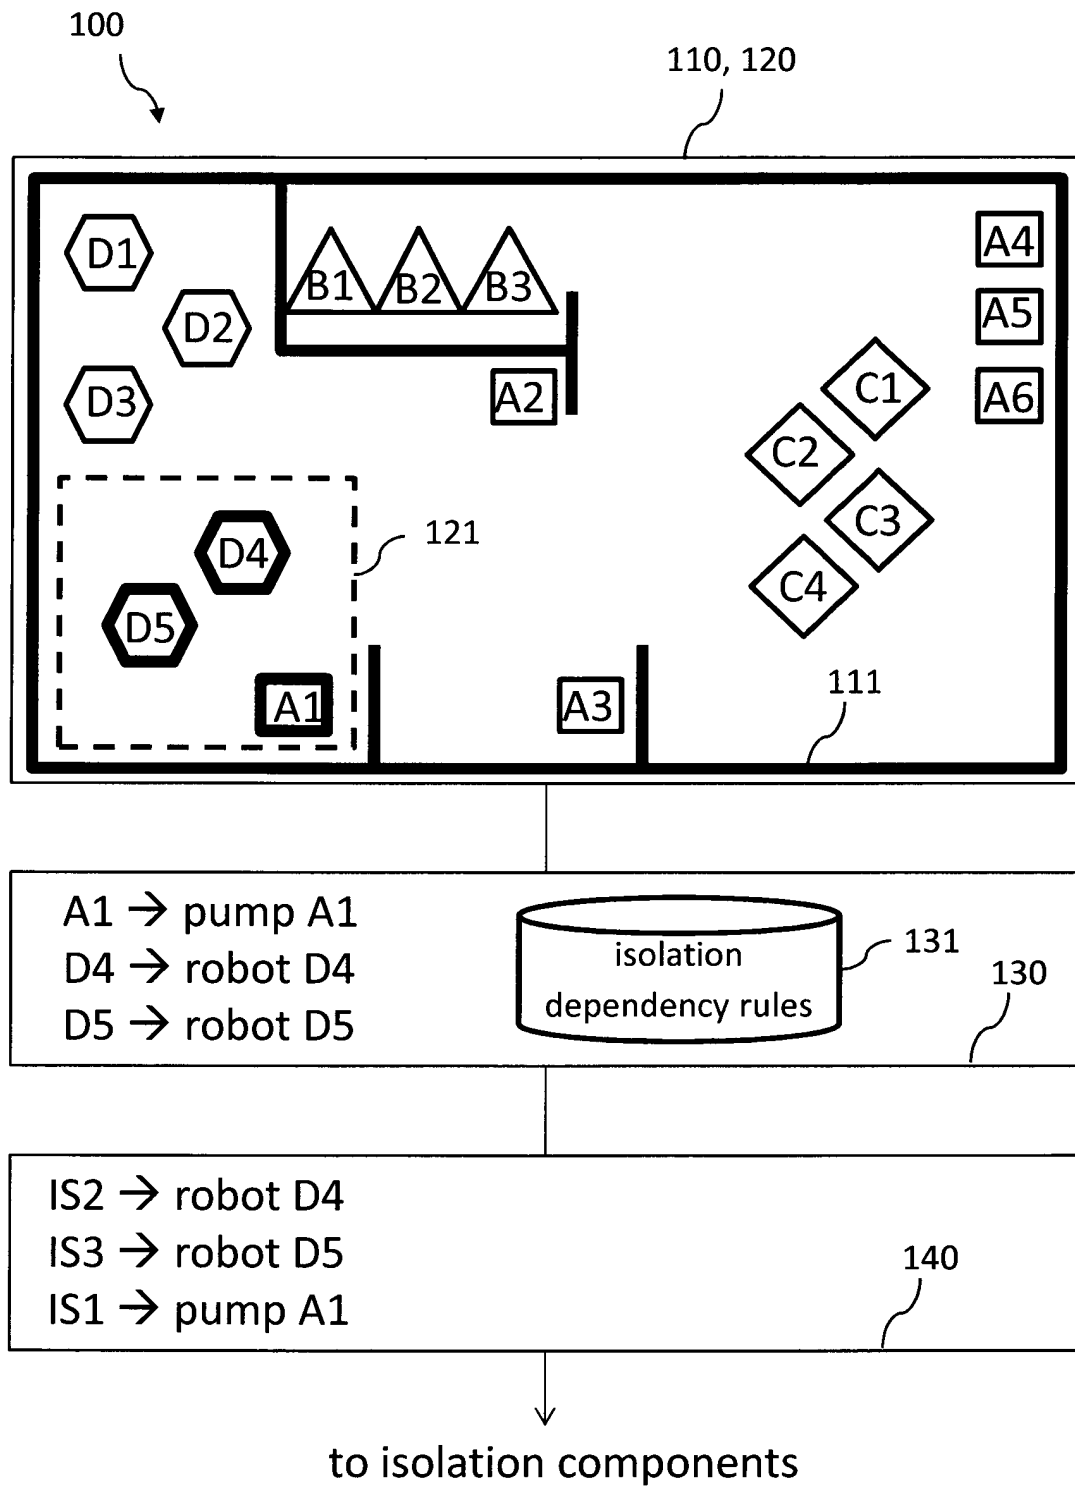 100
110, 120
D1
D2
D3
B1
B2
B3
A2
A4
A5
A6
C1
C2
C3
C4
121
D4
D5
A1
A3
111
A1 → pump A1
D4 → robot D4
D5 → robot D5
isolation
dependency rules
131
130
IS2 → robot D4
IS3 → robot D5
IS1 → pump A1
140
to isolation components